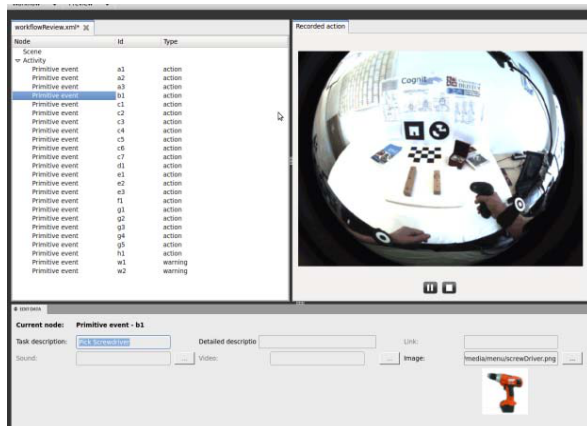 Workflow Preview
workflowReview.xml*
Recorded action
Node Id Type
Scene
Activity
Primitive event a1 action
Primitive event a2 action
Primitive event a3 action
Primitive event b1 action
Primitive event c1 action
Primitive event c2 action
Primitive event c3 action
Primitive event c4 action
Primitive event c5 action
Primitive event c6 action
Primitive event c7 action
Primitive event d1 action
Primitive event e1 action
Primitive event e2 action
Primitive event e3 action
Primitive event f1 action
Primitive event g1 action
Primitive event g2 action
Primitive event g3 action
Primitive event g4 action
Primitive event g5 action
Primitive event h1 action
Primitive event w1 warning
Primitive event w2 warning
Cogni
EDIT DATA
Current node: Primitive event - b1
Task description: Pick Screwdriver Detailed descriptio Link:
Sound: ... Video: ... Image: /media/menu/screwDriver.png ...